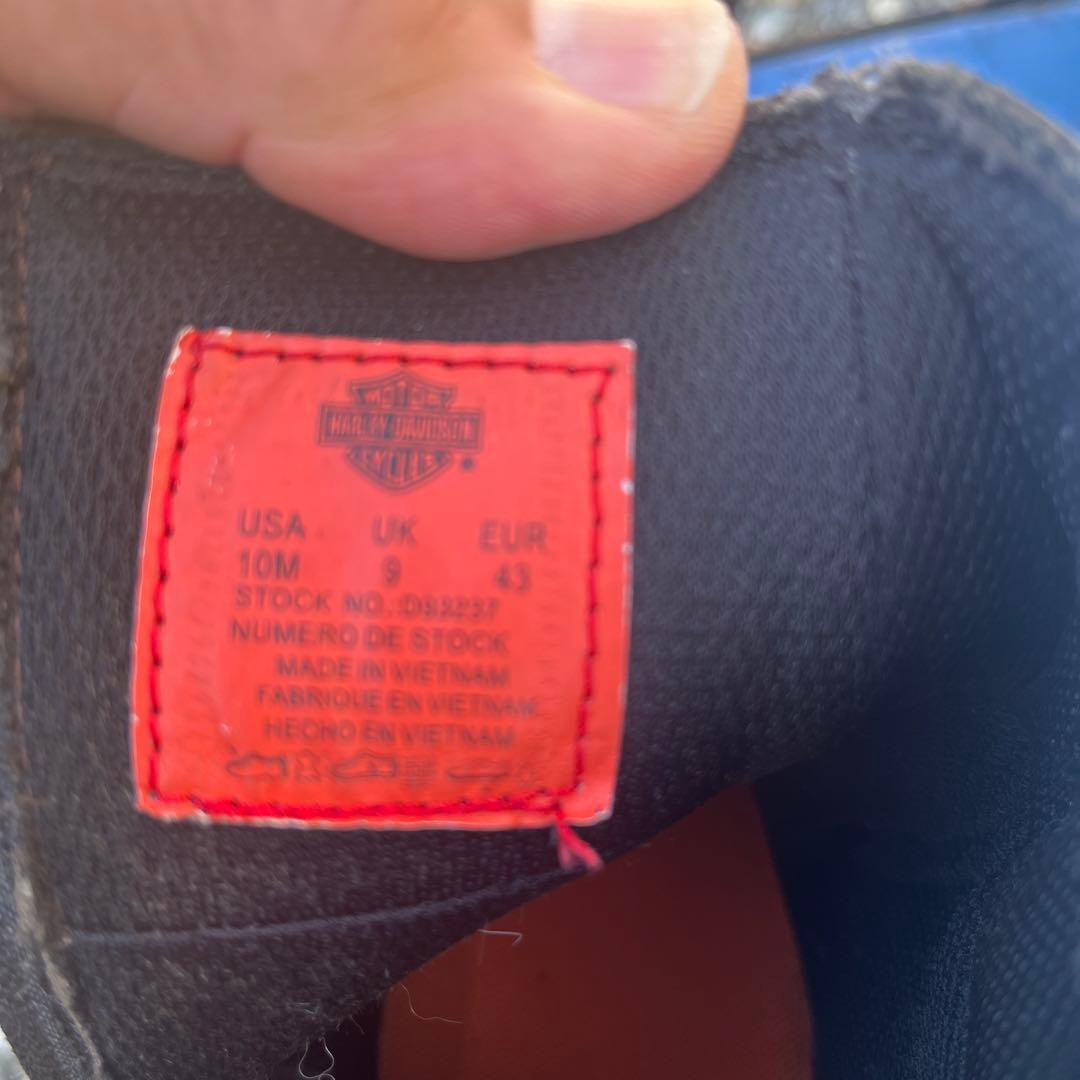 MOTOR
HARLEY-DAVIDSON
CYCLES
USA UK EUR
10M 9 43
STOCK NO.:
NUMERO DE STOCK
MADE IN VIETNAM
FABRIQUE EN VIETNAM
HECHO EN VIETNAM